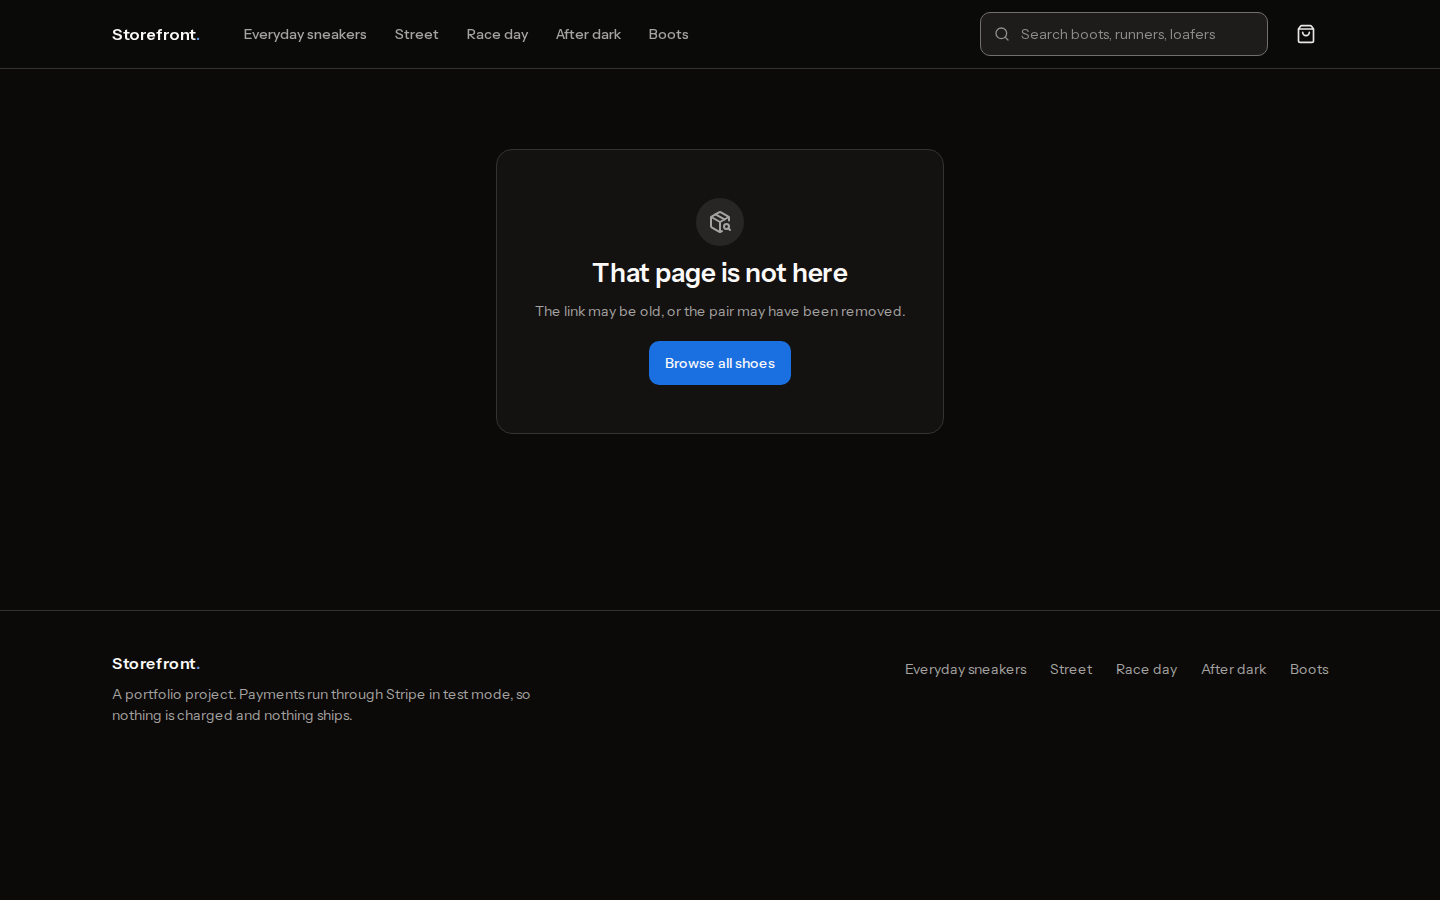 Storefront.
Everyday sneakers
Street
Race day
After dark
Boots
Search boots, runners, loafers
That page is not here
The link may be old, or the pair may have been removed.
Browse all shoes
Storefront.
A portfolio project. Payments run through Stripe in test mode, so
nothing is charged and nothing ships.
Everyday sneakers
Street
Race day
After dark
Boots